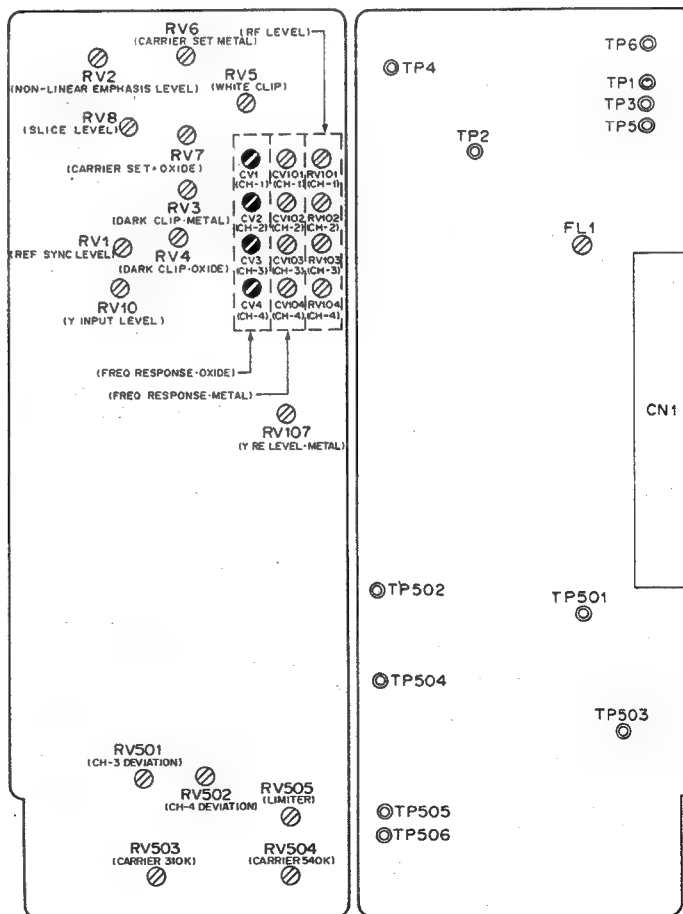 RV6
(CARRIER SET METAL)
(RF LEVEL)
RV2
(NON-LINEAR EMPHASIS LEVEL)
RV5
(WHITE CLIP)
RV8
(SLICE LEVEL)
RV7
(CARRIER SET·OXIDE)
CV1
(CH-1)
CV101
(CH-1)
RV101
(CH-1)
RV3
(DARK CLIP-METAL)
CV2
(CH-2)
CV102
(CH-2)
RV102
(CH-2)
RV1
(REF SYNC LEVEL)
RV4
(DARK CLIP-OXIDE)
CV3
(CH-3)
CV103
(CH-3)
RV103
(CH-3)
RV10
(Y INPUT LEVEL)
CV4
(CH-4)
CV104
(CH-4)
RV104
(CH-4)
(FREQ RESPONSE·OXIDE)
(FREQ RESPONSE-METAL)
RV107
(Y RE LEVEL-METAL)
RV501
(CH-3 DEVIATION)
RV502
(CH-4 DEVIATION)
RV505
(LIMITER)
RV503
(CARRIER 310K)
RV504
(CARRIER 540K)
TP6
TP4
TP1
TP3
TP5
TP2
FL1
CN1
TP502
TP501
TP504
TP503
TP505
TP506